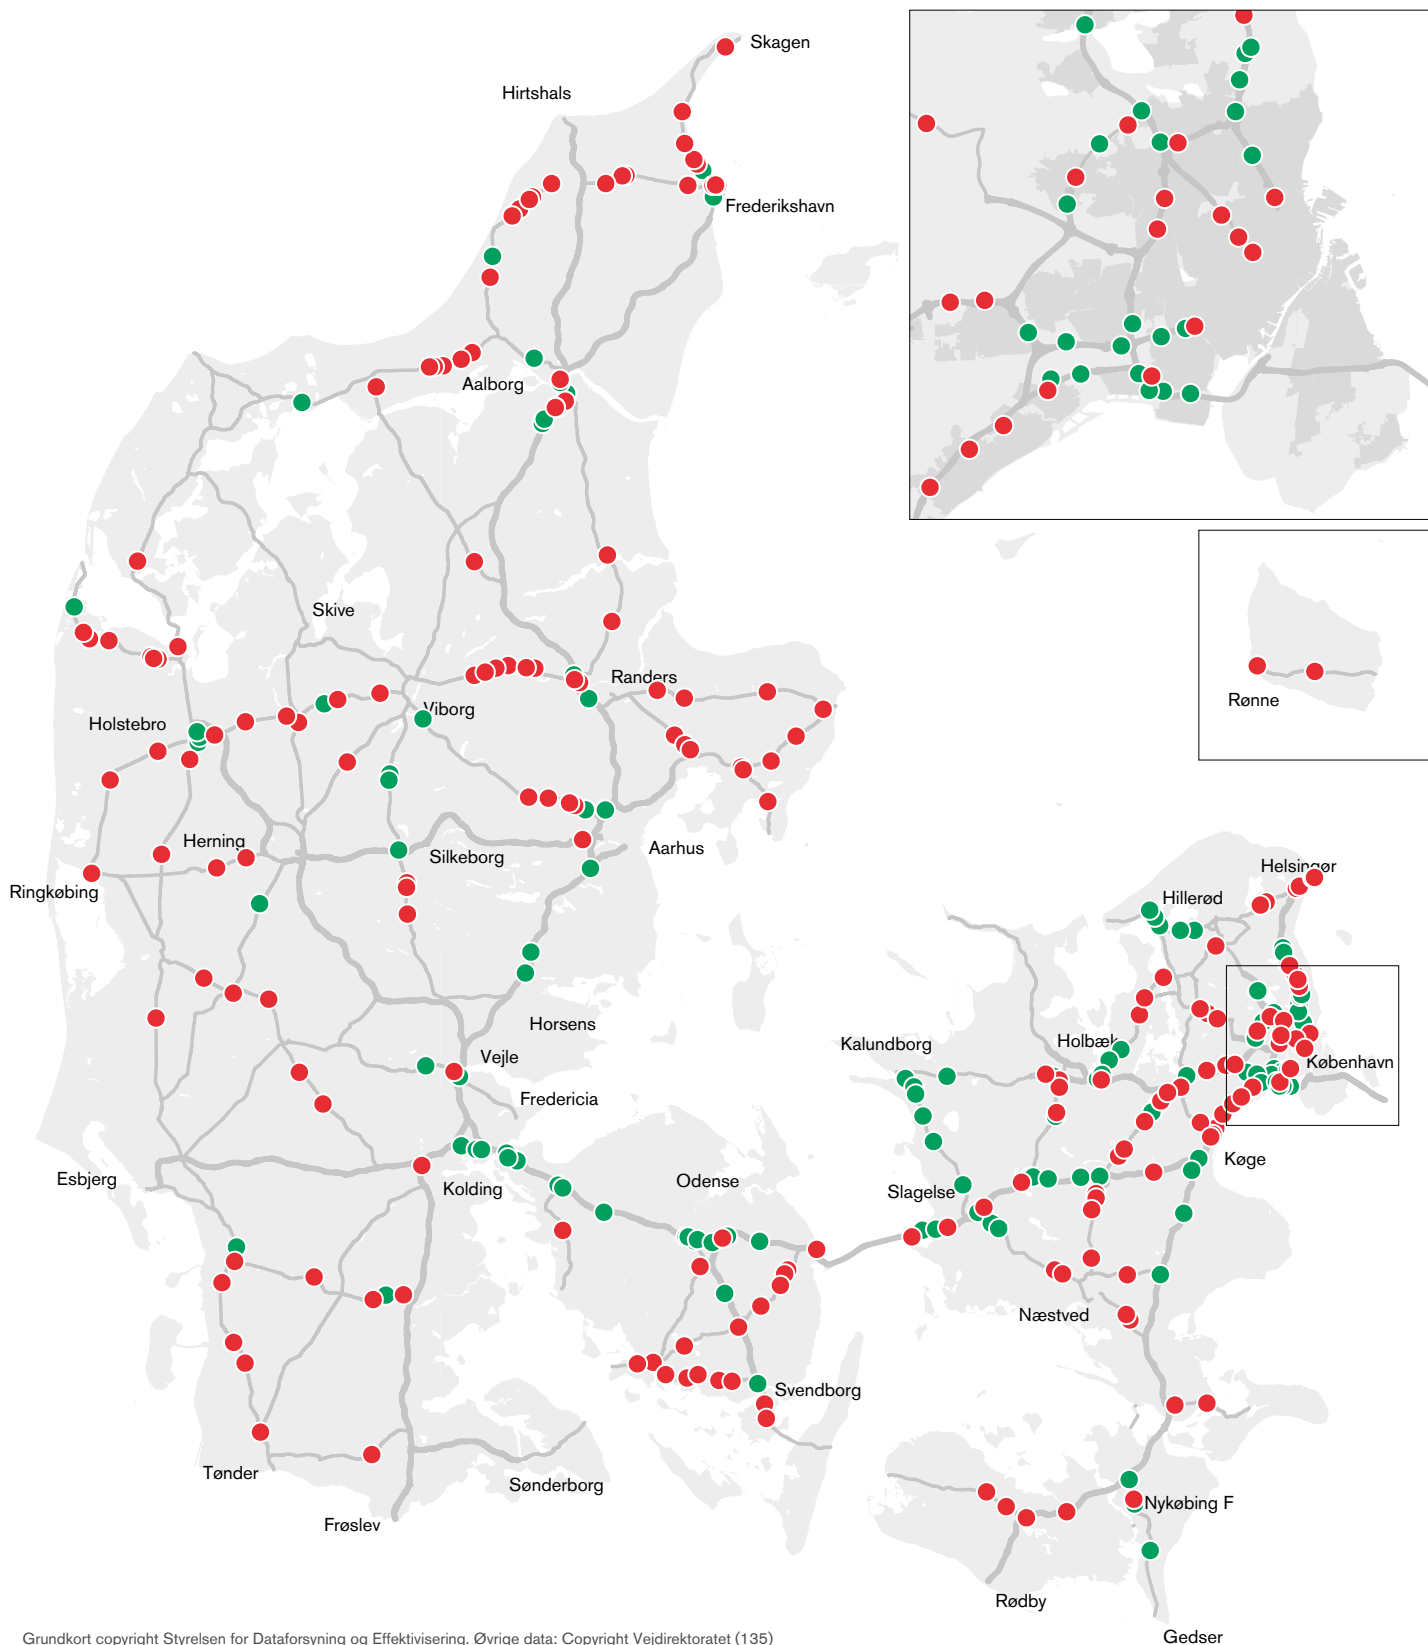 Skagen
Hirtshals
Frederikshavn
Aalborg
Skive
Randers
Viborg
Holstebro
Rønne
Herning
Silkeborg
Aarhus
Ringkøbing
Helsingør
Hillerød
Horsens
Vejle
Fredericia
Kalundborg
Holbæk
København
Esbjerg
Kolding
Odense
Slagelse
Køge
Næstved
Svendborg
Tønder
Sønderborg
Frøslev
Nykøbing F
Rødby
Gedser
Grundkort copyright Styrelsen for Dataforsyning og Effektivisering. Øvrige data: Copyright Vejdirektoratet (135)